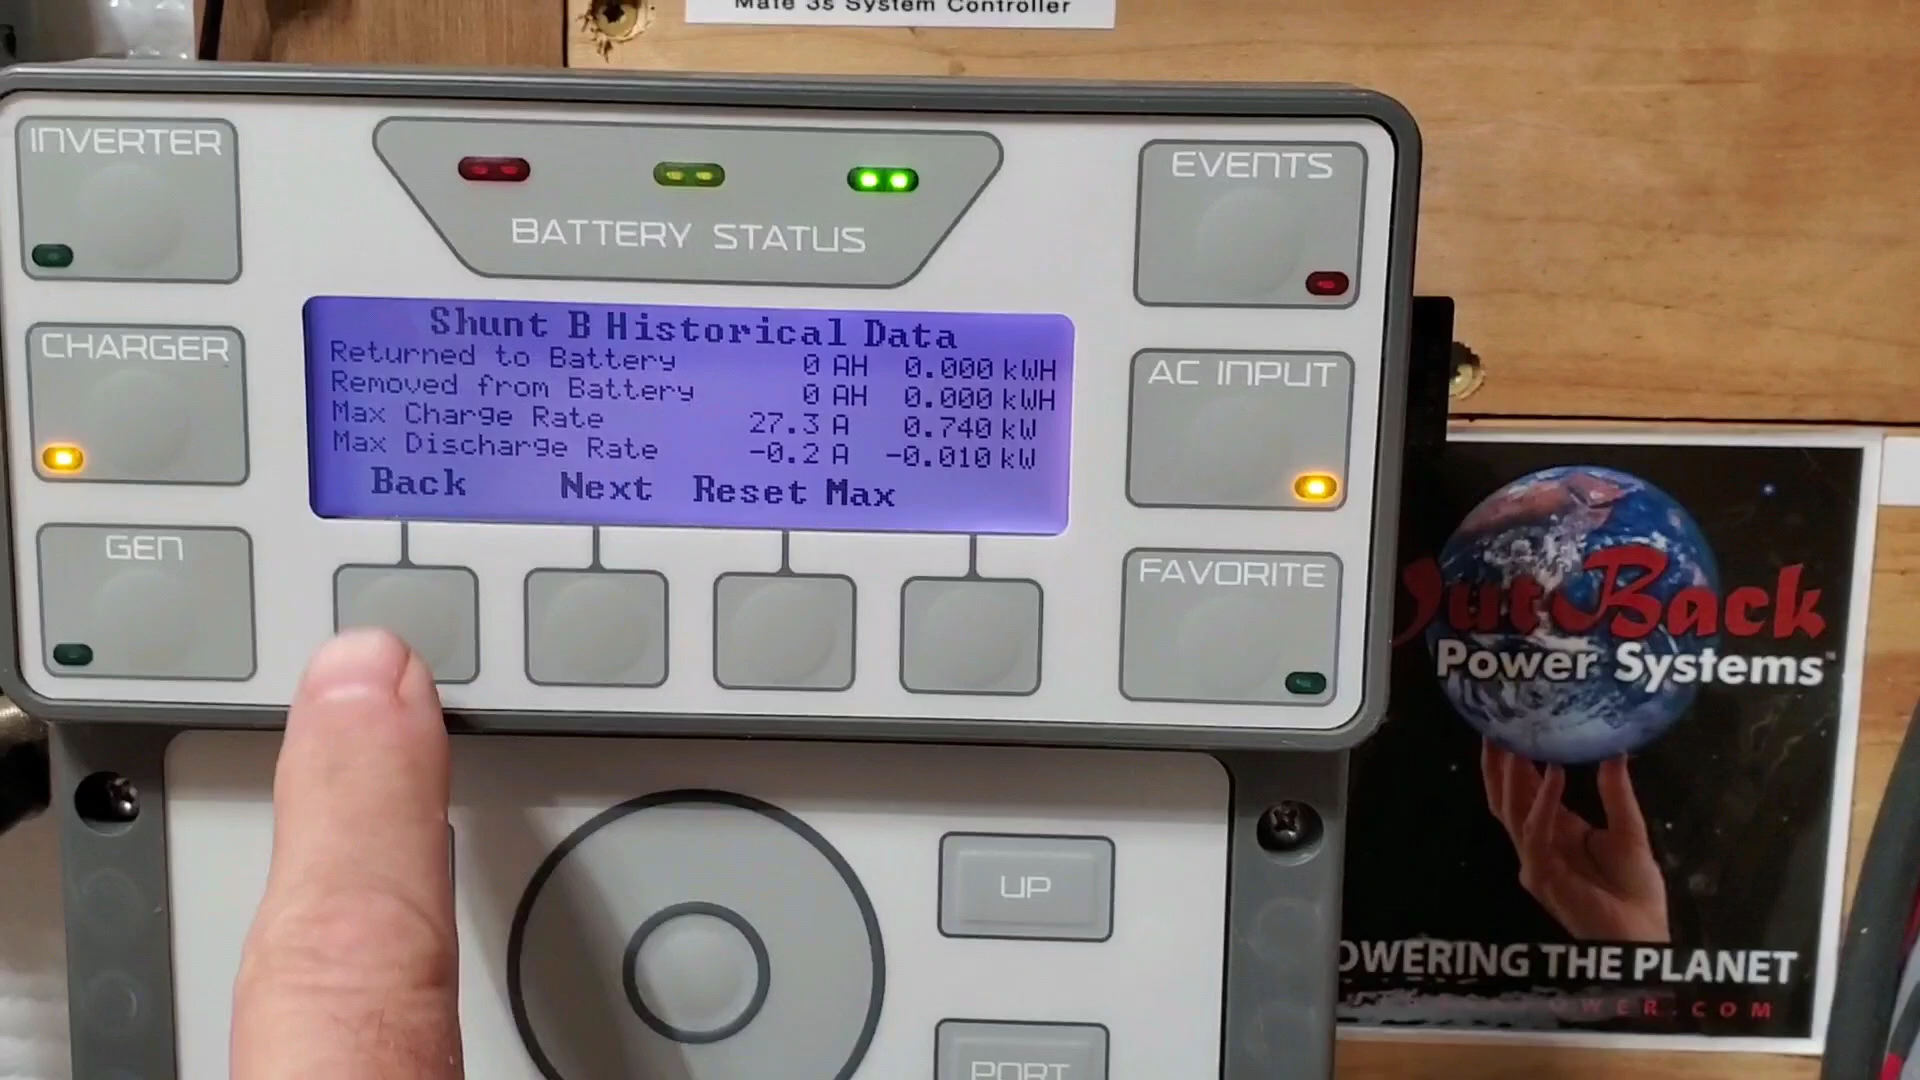 Mate 3s System Controller
INVERTER
BATTERY STATUS
EVENTS
CHARGER
AC INPUT
GEN
FAVORITE
Shunt B Historical Data
Returned to Battery 0 AH 0.000 kWH
Removed from Battery 0 AH 0.000 kWH
Max Charge Rate 27.3 A 0.740 kW
Max Discharge Rate -0.2 A -0.010 kW
Back Next Reset Max
UP
PORT
OutBack
Power Systems
OWERING THE PLANET